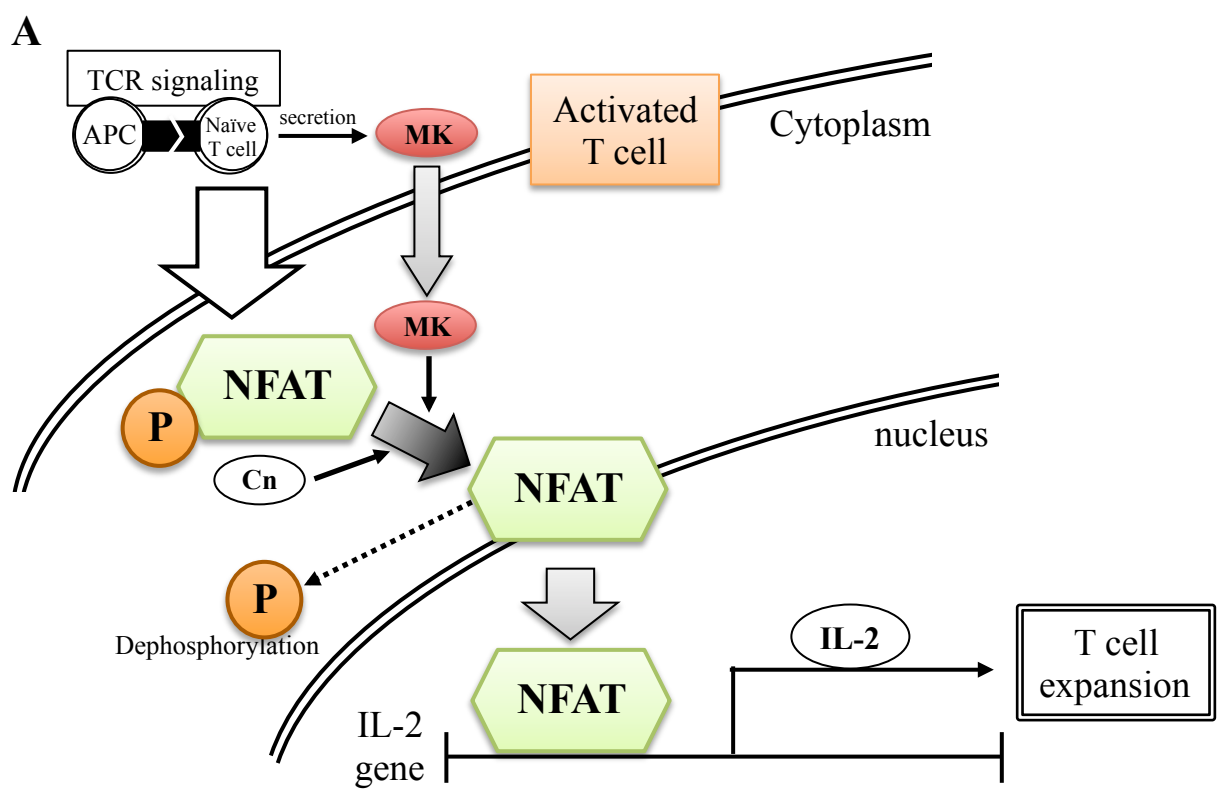 A
TCR signaling
APC
Naïve
T cell
secretion
MK
Activated
T cell
Cytoplasm
MK
NFAT
P
Cn
nucleus
NFAT
P
Dephosphorylation
IL-2
T cell
expansion
NFAT
IL-2
gene